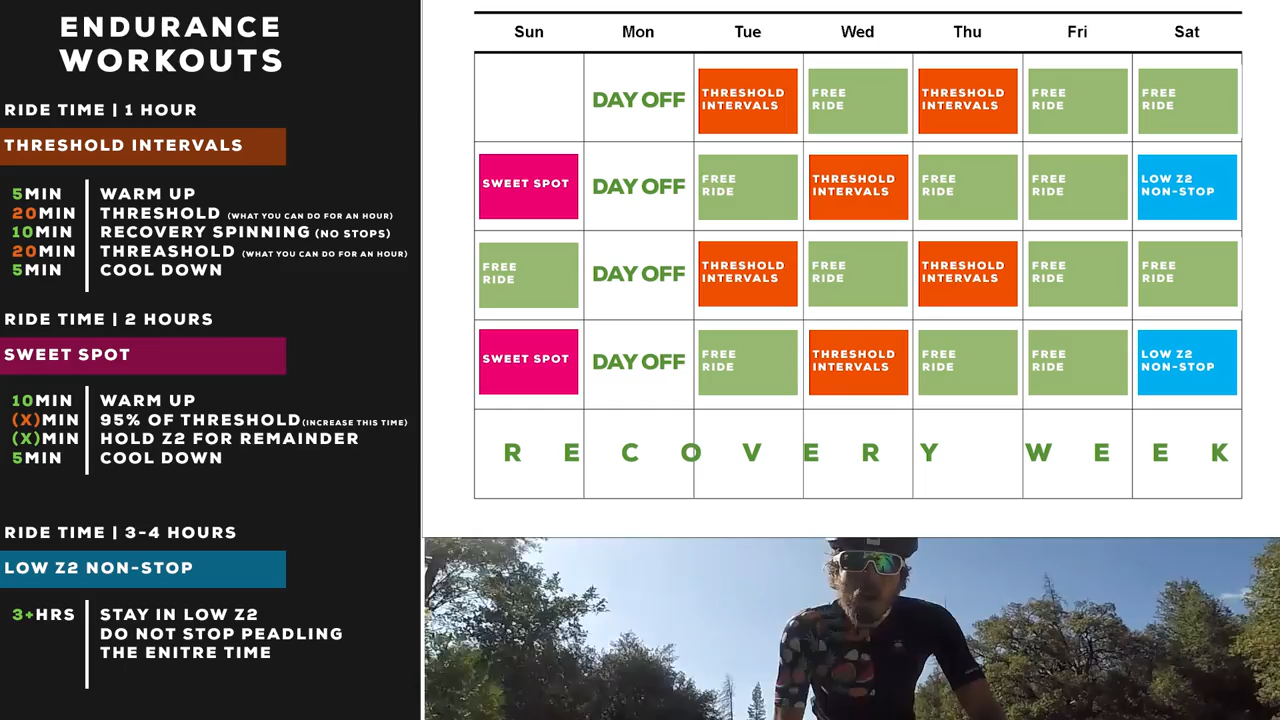 ENDURANCE
WORKOUTS
RIDE TIME | 1 HOUR
THRESHOLD INTERVALS
5MIN WARM UP
20MIN THRESHOLD (WHAT YOU CAN DO FOR AN HOUR)
10MIN RECOVERY SPINNING (NO STOPS)
20MIN THREASHOLD (WHAT YOU CAN DO FOR AN HOUR)
5MIN COOL DOWN
RIDE TIME | 2 HOURS
SWEET SPOT
10MIN WARM UP
(X)MIN 95% OF THRESHOLD (INCREASE THIS TIME)
(X)MIN HOLD Z2 FOR REMAINDER
5MIN COOL DOWN
RIDE TIME | 3-4 HOURS
LOW Z2 NON-STOP
3+HRS STAY IN LOW Z2
DO NOT STOP PEADLING
THE ENITRE TIME
Sun Mon Tue Wed Thu Fri Sat
DAY OFF
THRESHOLD
INTERVALS
FREE
RIDE
THRESHOLD
INTERVALS
FREE
RIDE
FREE
RIDE
SWEET SPOT
DAY OFF
FREE
RIDE
THRESHOLD
INTERVALS
FREE
RIDE
FREE
RIDE
LOW Z2
NON-STOP
FREE
RIDE
DAY OFF
THRESHOLD
INTERVALS
FREE
RIDE
THRESHOLD
INTERVALS
FREE
RIDE
FREE
RIDE
SWEET SPOT
DAY OFF
FREE
RIDE
THRESHOLD
INTERVALS
FREE
RIDE
FREE
RIDE
LOW Z2
NON-STOP
RECOVERY WEEK